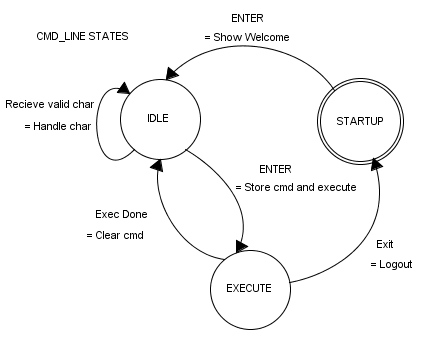 ENTER
CMD_LINE STATES
= Show Welcome
Recieve valid char
= Handle char
IDLE
STARTUP
ENTER
= Store cmd and execute
Exec Done
= Clear cmd
Exit
= Logout
EXECUTE